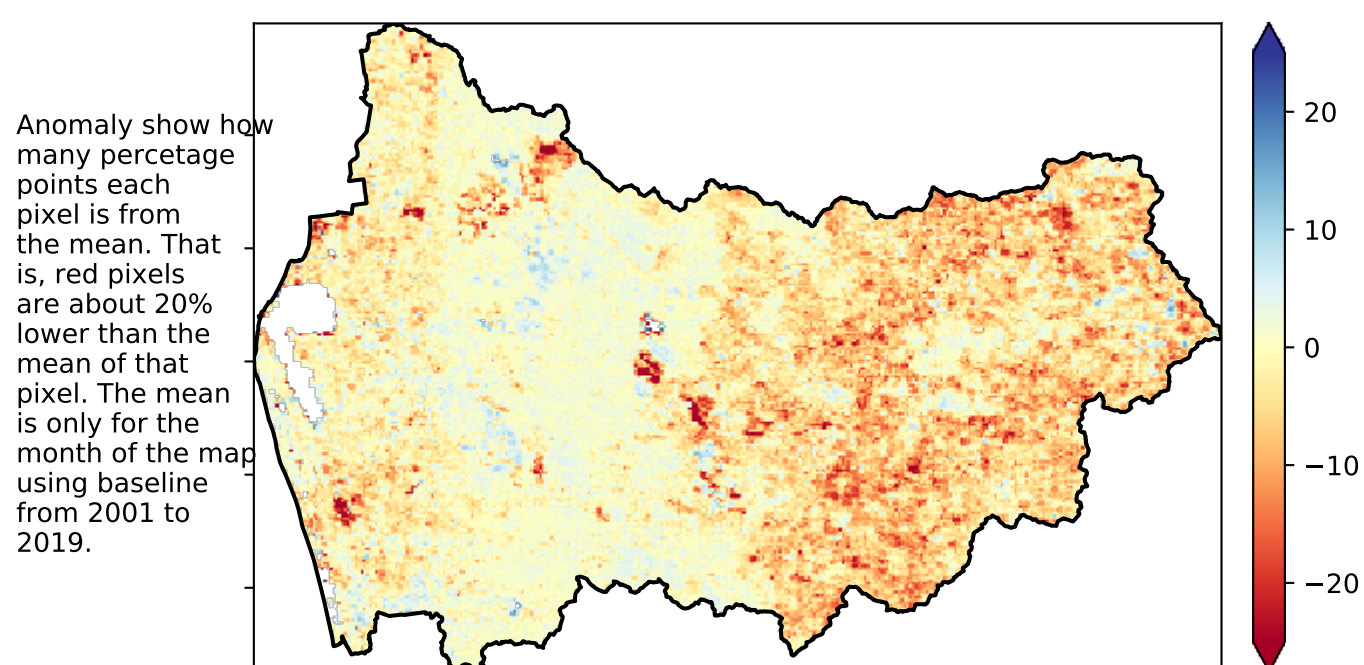 Anomaly show how
many percetage
points each
pixel is from
the mean. That
is, red pixels
are about 20%
lower than the
mean of that
pixel. The mean
is only for the
month of the map
using baseline
from 2001 to
2019.
20
10
0
−10
−20